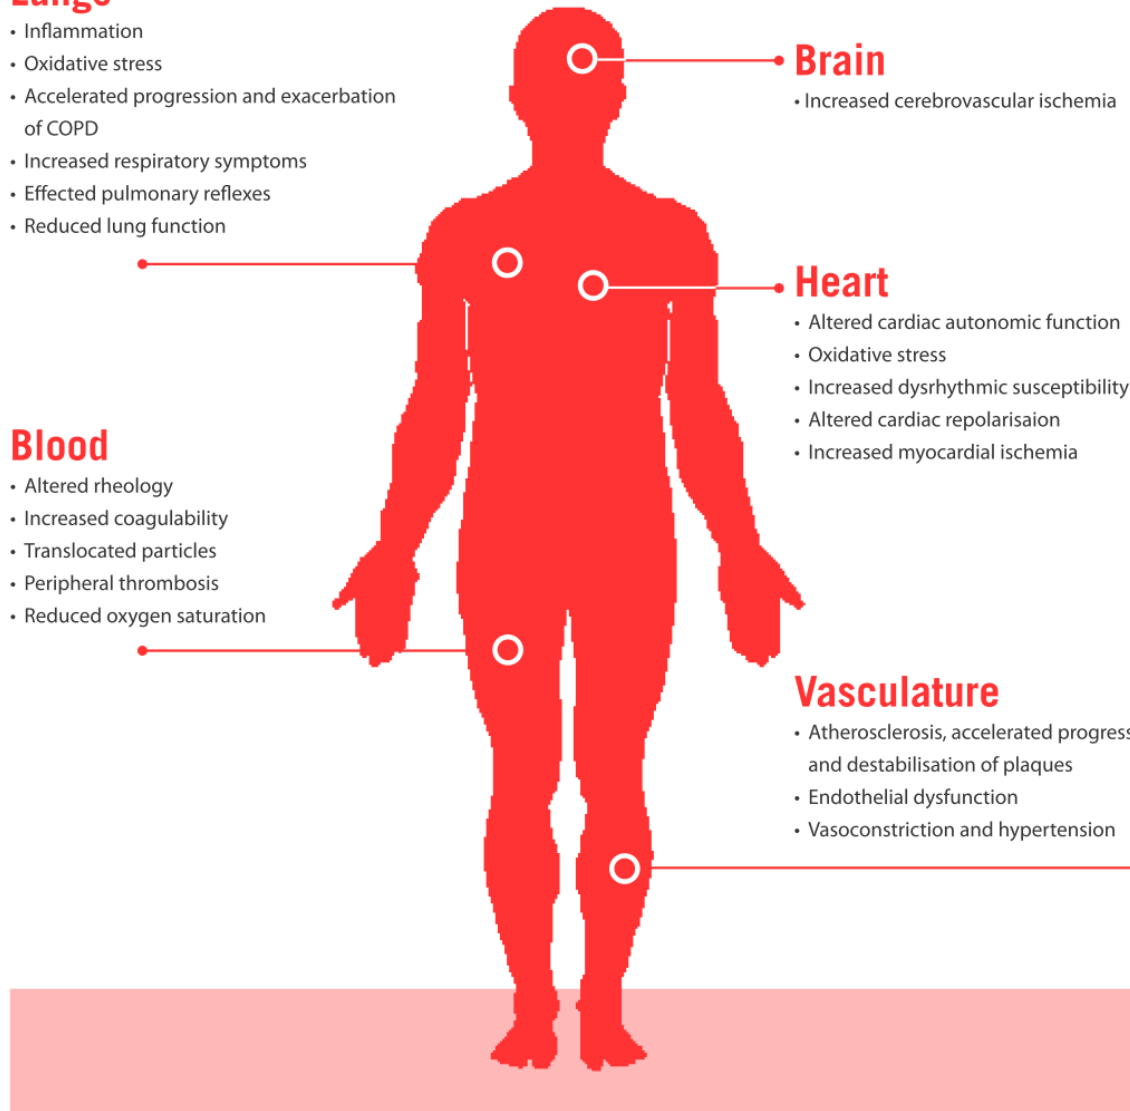 Lungs
• Inflammation
• Oxidative stress
• Accelerated progression and exacerbation
of COPD
• Increased respiratory symptoms
• Effected pulmonary reflexes
• Reduced lung function
Brain
• Increased cerebrovascular ischemia
Heart
• Altered cardiac autonomic function
• Oxidative stress
• Increased dysrhythmic susceptibility
• Altered cardiac repolarisaion
• Increased myocardial ischemia
Blood
• Altered rheology
• Increased coagulability
• Translocated particles
• Peripheral thrombosis
• Reduced oxygen saturation
Vasculature
• Atherosclerosis, accelerated
and destabilisation of plaques
• Endothelial dysfunction
• Vasoconstriction and hypertension